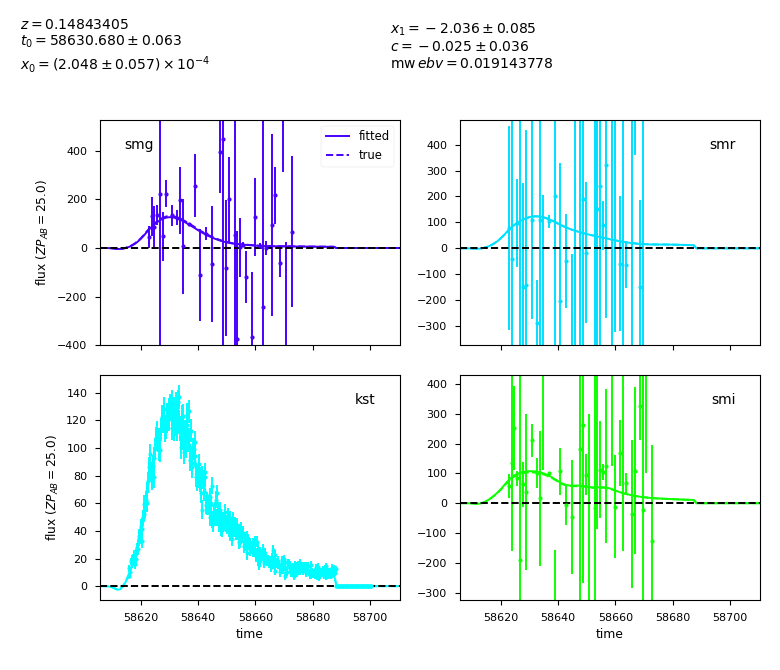 z = 0.14843405
t₀ = 58630.680 ± 0.063
x₀ = (2.048 ± 0.057) × 10⁻⁴
x₁ = −2.036 ± 0.085
c = −0.025 ± 0.036
mw ebv = 0.019143778
smg
fitted
true
400
200
0
−200
−400
flux (ZP_AB = 25.0)
smr
400
300
200
100
0
−100
−200
−300
kst
140
120
100
80
60
40
20
0
flux (ZP_AB = 25.0)
58620 58640 58660 58680 58700
time
smi
400
300
200
100
0
−100
−200
−300
58620 58640 58660 58680 58700
time